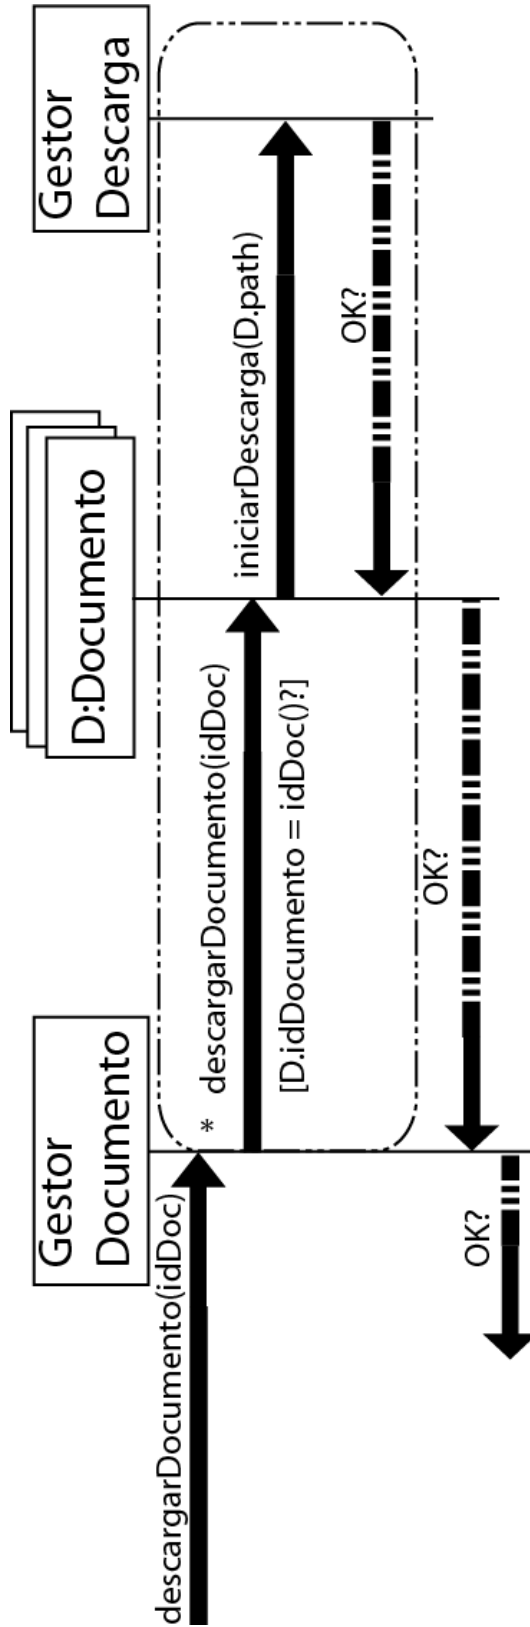 Gestor
Documento
D:Documento
Gestor
Descarga
descargarDocumento(idDoc)
* descargarDocumento(idDoc)
[D.idDocumento = idDoc()?]
iniciarDescarga(D.path)
OK?
OK?
OK?